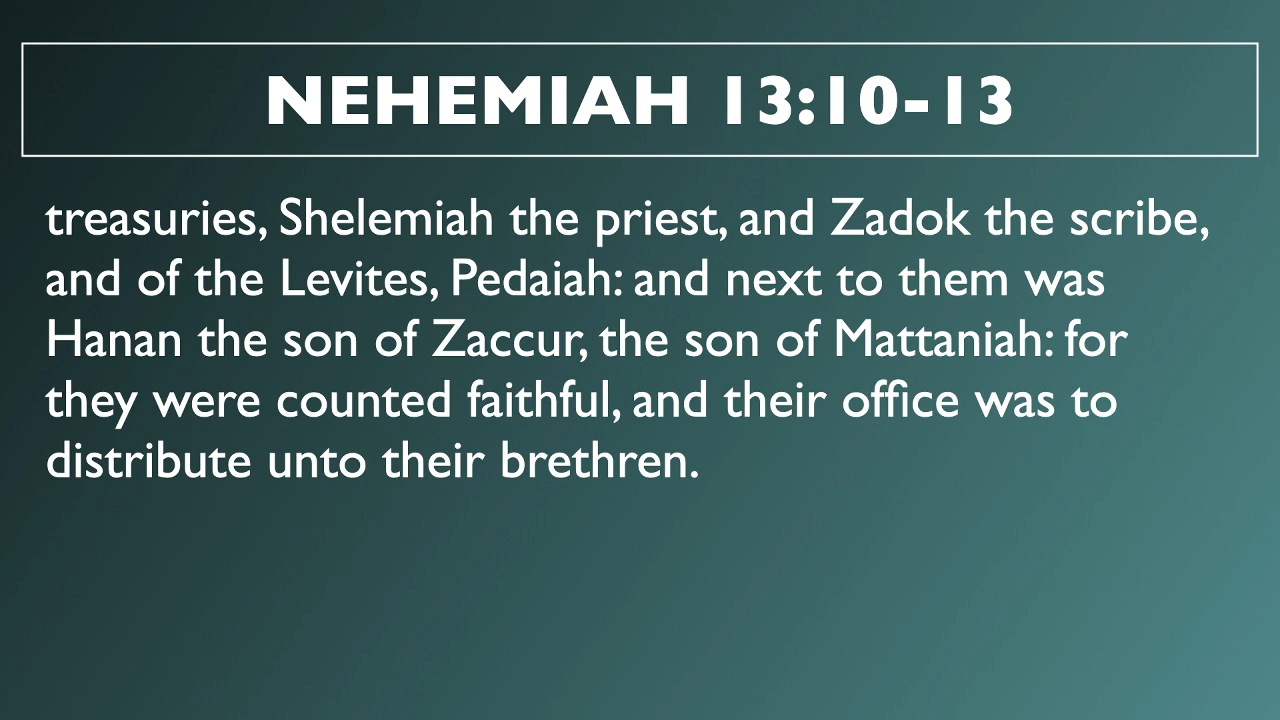 NEHEMIAH 13:10-13
treasuries, Shelemiah the priest, and Zadok the scribe,
and of the Levites, Pedaiah: and next to them was
Hanan the son of Zaccur, the son of Mattaniah: for
they were counted faithful, and their office was to
distribute unto their brethren.